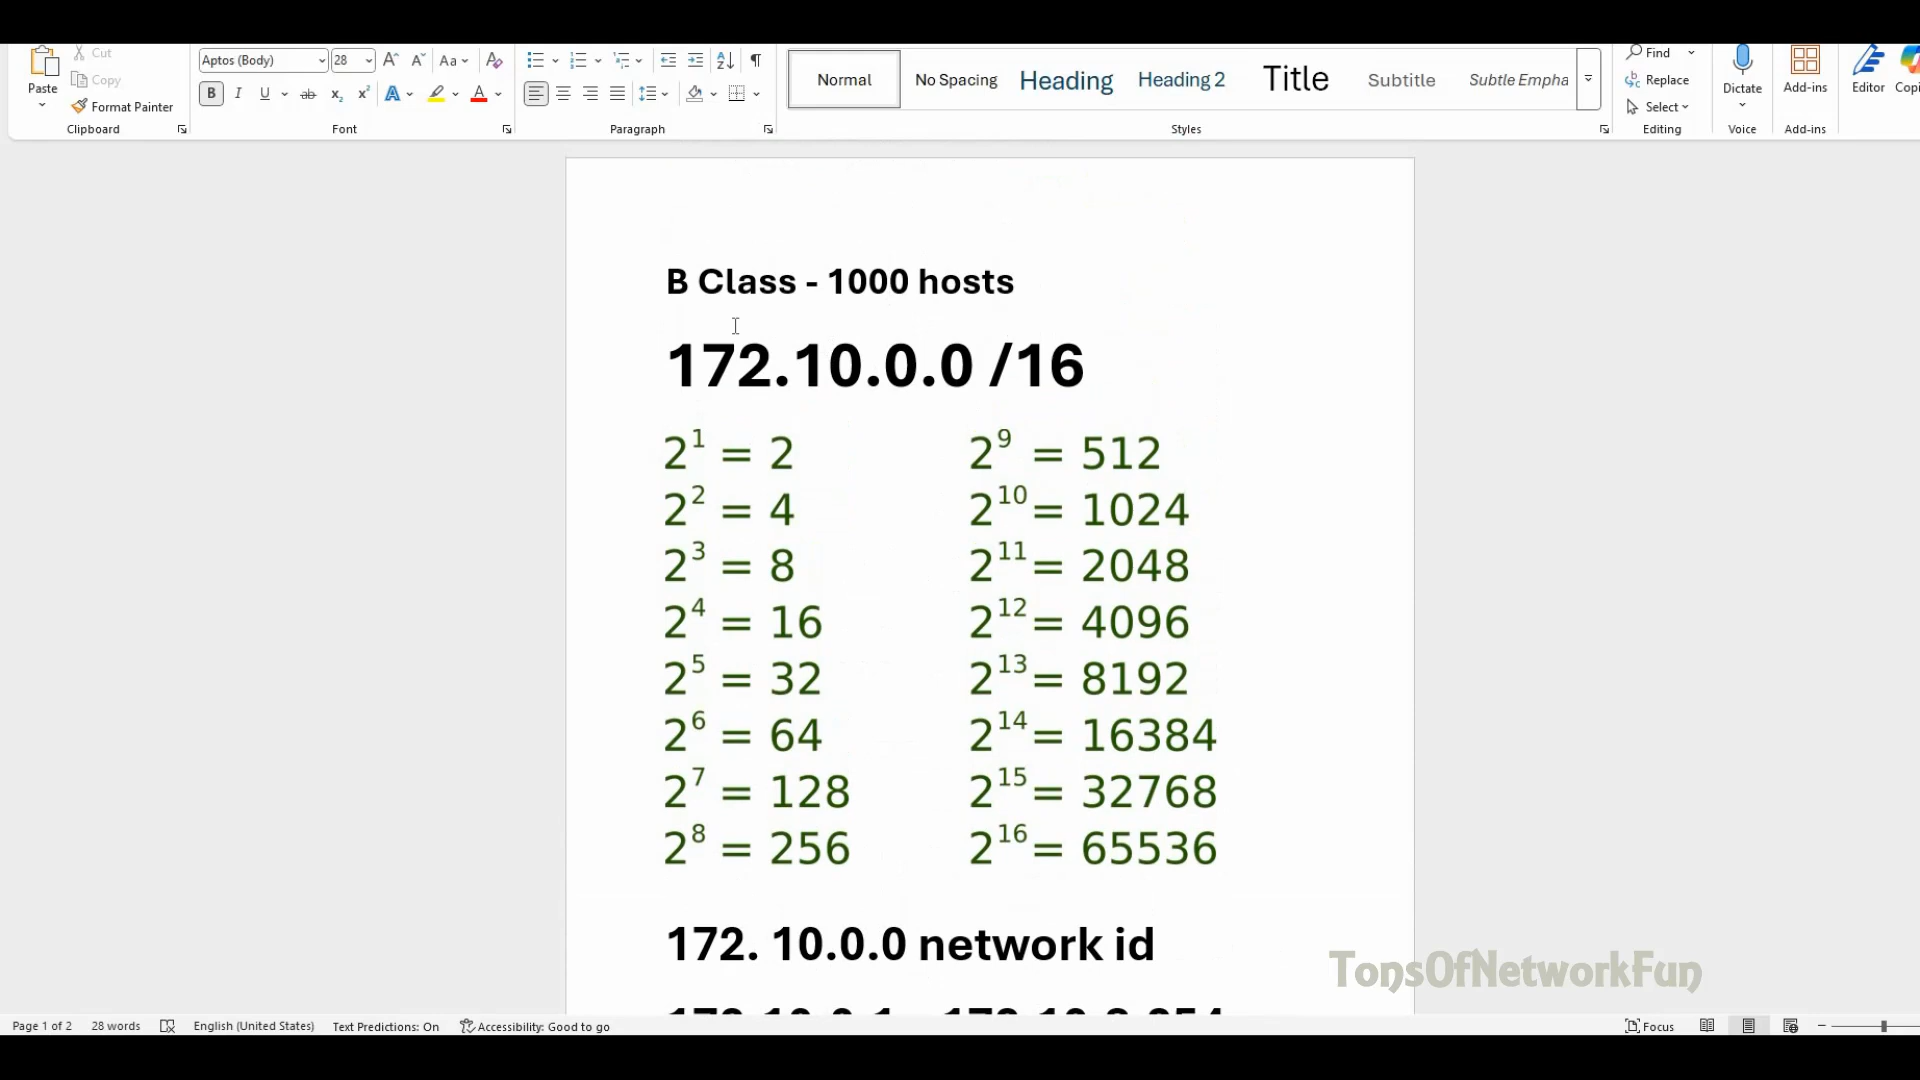 Cut
Copy
Paste
Format Painter
Clipboard
Aptos (Body)
28
Font
Paragraph
Normal
No Spacing
Heading
Heading 2
Title
Subtitle
Subtle Empha
Styles
Find
Replace
Select
Editing
Dictate
Voice
Add-ins
Add-ins
Editor
Copi
B Class - 1000 hosts
172.10.0.0 /16
2¹ = 2 2⁹ = 512
2² = 4 2¹⁰ = 1024
2³ = 8 2¹¹ = 2048
2⁴ = 16 2¹² = 4096
2⁵ = 32 2¹³ = 8192
2⁶ = 64 2¹⁴ = 16384
2⁷ = 128 2¹⁵ = 32768
2⁸ = 256 2¹⁶ = 65536
172. 10.0.0 network id
TonsOfNetworkFun
Page 1 of 2 28 words English (United States) Text Predictions: On Accessibility: Good to go Focus